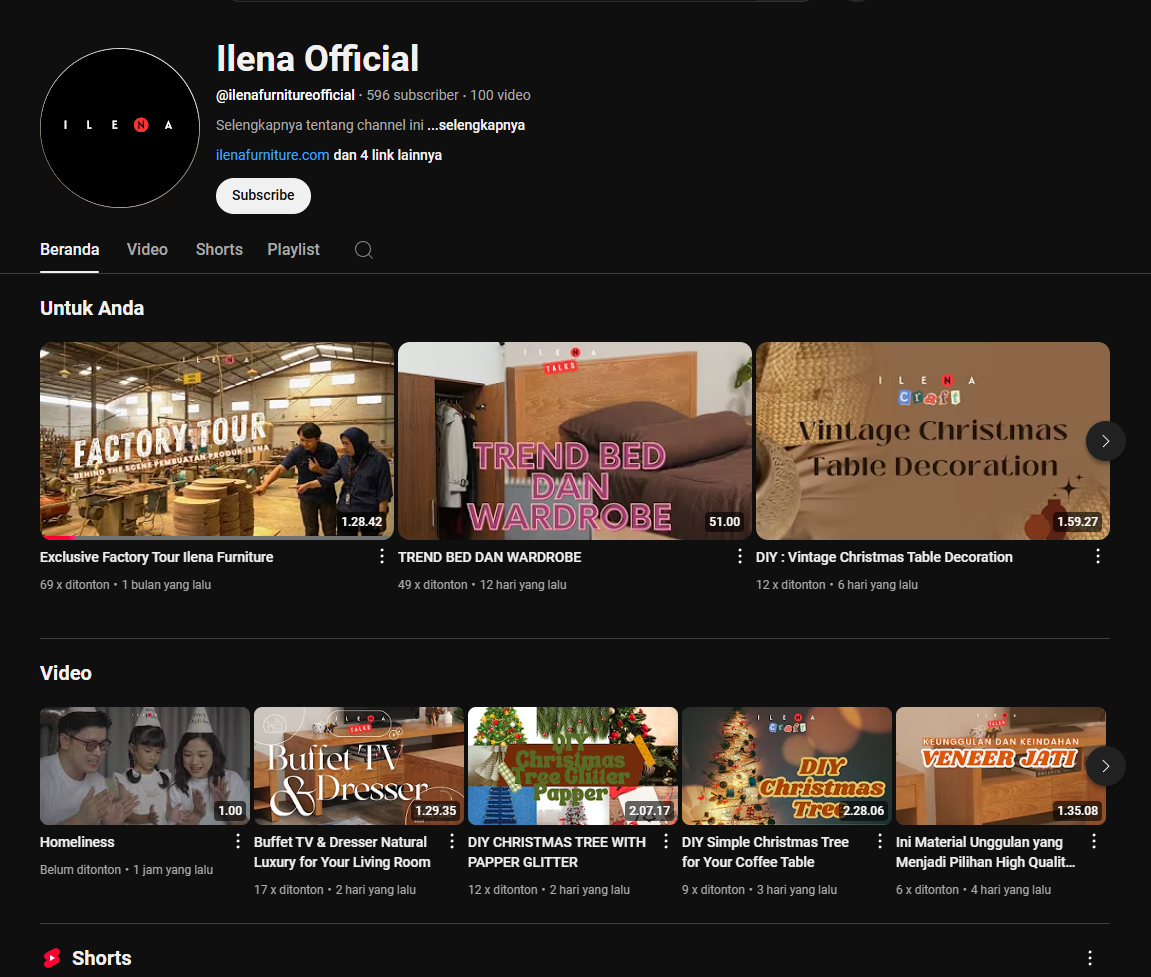 I L E N A
Ilena Official
@ilenafurnitureofficial · 596 subscriber · 100 video
Selengkapnya tentang channel ini ...selengkapnya
ilenafurniture.com dan 4 link lainnya
Subscribe
Beranda Video Shorts Playlist
Untuk Anda
I L E N A
FACTORY TOUR
BEHIND THE SCENE PEMBUATAN PRODUK ILENA
1.28.42
I L E N A
TALKS
TREND BED
DAN
WARDROBE
51.00
I L E N A
Craft
Vintage Christmas
Table Decoration
1.59.27
Exclusive Factory Tour Ilena Furniture
69 x ditonton • 1 bulan yang lalu
TREND BED DAN WARDROBE
49 x ditonton • 12 hari yang lalu
DIY : Vintage Christmas Table Decoration
12 x ditonton • 6 hari yang lalu
Video
1.00
I L E N A
TALKS
Buffet TV
& Dresser
1.29.35
DIY
Christmas
Tree Glitter
Papper
2.07.17
I L E N A
Craft
DIY
Christmas
Tree
2.28.06
TALKS
KEUNGGULAN DAN KEINDAHAN
VENEER JATI
1.35.08
Homeliness
Belum ditonton • 1 jam yang lalu
Buffet TV & Dresser Natural
Luxury for Your Living Room
17 x ditonton • 2 hari yang lalu
DIY CHRISTMAS TREE WITH
PAPPER GLITTER
12 x ditonton • 2 hari yang lalu
DIY Simple Christmas Tree
for Your Coffee Table
9 x ditonton • 3 hari yang lalu
Ini Material Unggulan yang
Menjadi Pilihan High Qualit...
6 x ditonton • 4 hari yang lalu
Shorts